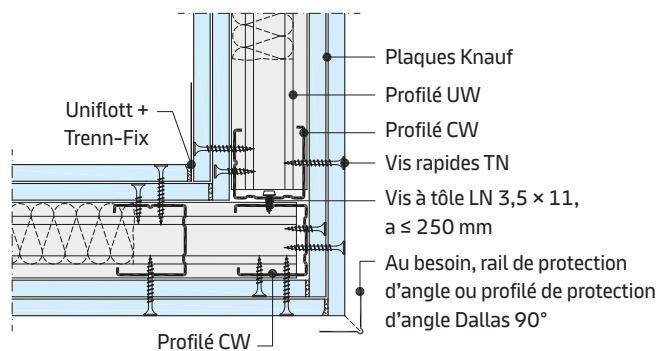 Plaques Knauf
Profilé UW
Uniflott +
Trenn-Fix
Profilé CW
Vis rapides TN
Vis à tôle LN 3,5 × 11,
a ≤ 250 mm
Au besoin, rail de protection
d'angle ou profilé de protection
d'angle Dallas 90°
Profilé CW